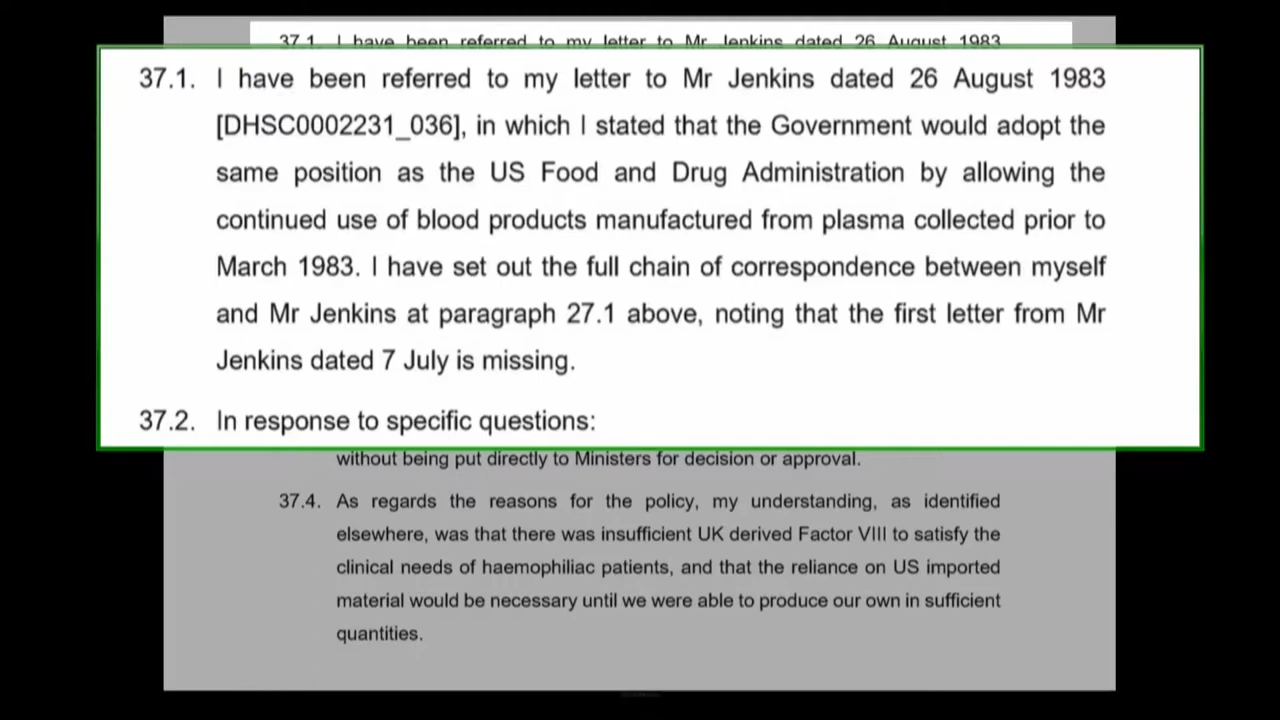 37.1. I have been referred to my letter to Mr Jenkins dated 26 August 1983
37.1. I have been referred to my letter to Mr Jenkins dated 26 August 1983
[DHSC0002231_036], in which I stated that the Government would adopt the
same position as the US Food and Drug Administration by allowing the
continued use of blood products manufactured from plasma collected prior to
March 1983. I have set out the full chain of correspondence between myself
and Mr Jenkins at paragraph 27.1 above, noting that the first letter from Mr
Jenkins dated 7 July is missing.
37.2. In response to specific questions:
without being put directly to Ministers for decision or approval.
37.4. As regards the reasons for the policy, my understanding, as identified
elsewhere, was that there was insufficient UK derived Factor VIII to satisfy the
clinical needs of haemophiliac patients, and that the reliance on US imported
material would be necessary until we were able to produce our own in sufficient
quantities.